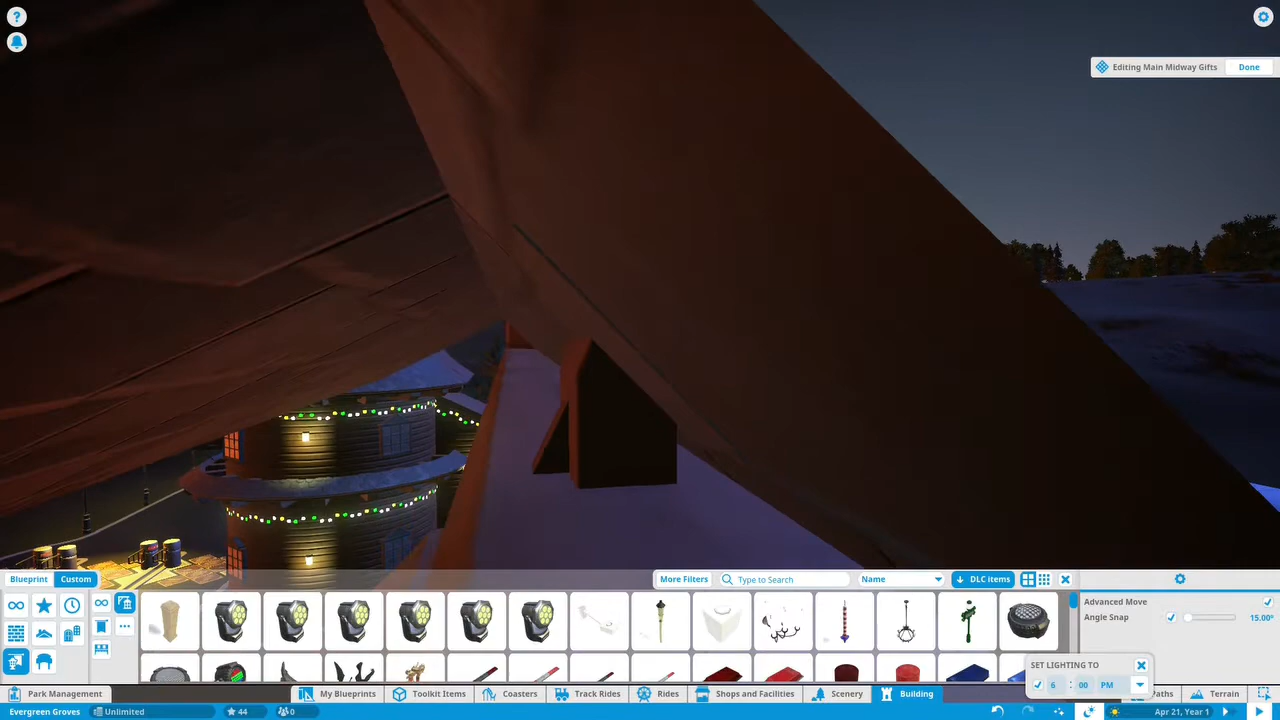 Editing Main Midway Gifts Done
Blueprint Custom More Filters Type to Search Name DLC items
Advanced Move
Angle Snap 15.00°
SET LIGHTING TO
6 : 00 PM
Park Management My Blueprints Toolkit Items Coasters Track Rides Rides Shops and Facilities Scenery Building Paths Terrain
Evergreen Groves Unlimited 44 0 Apr 21, Year 1